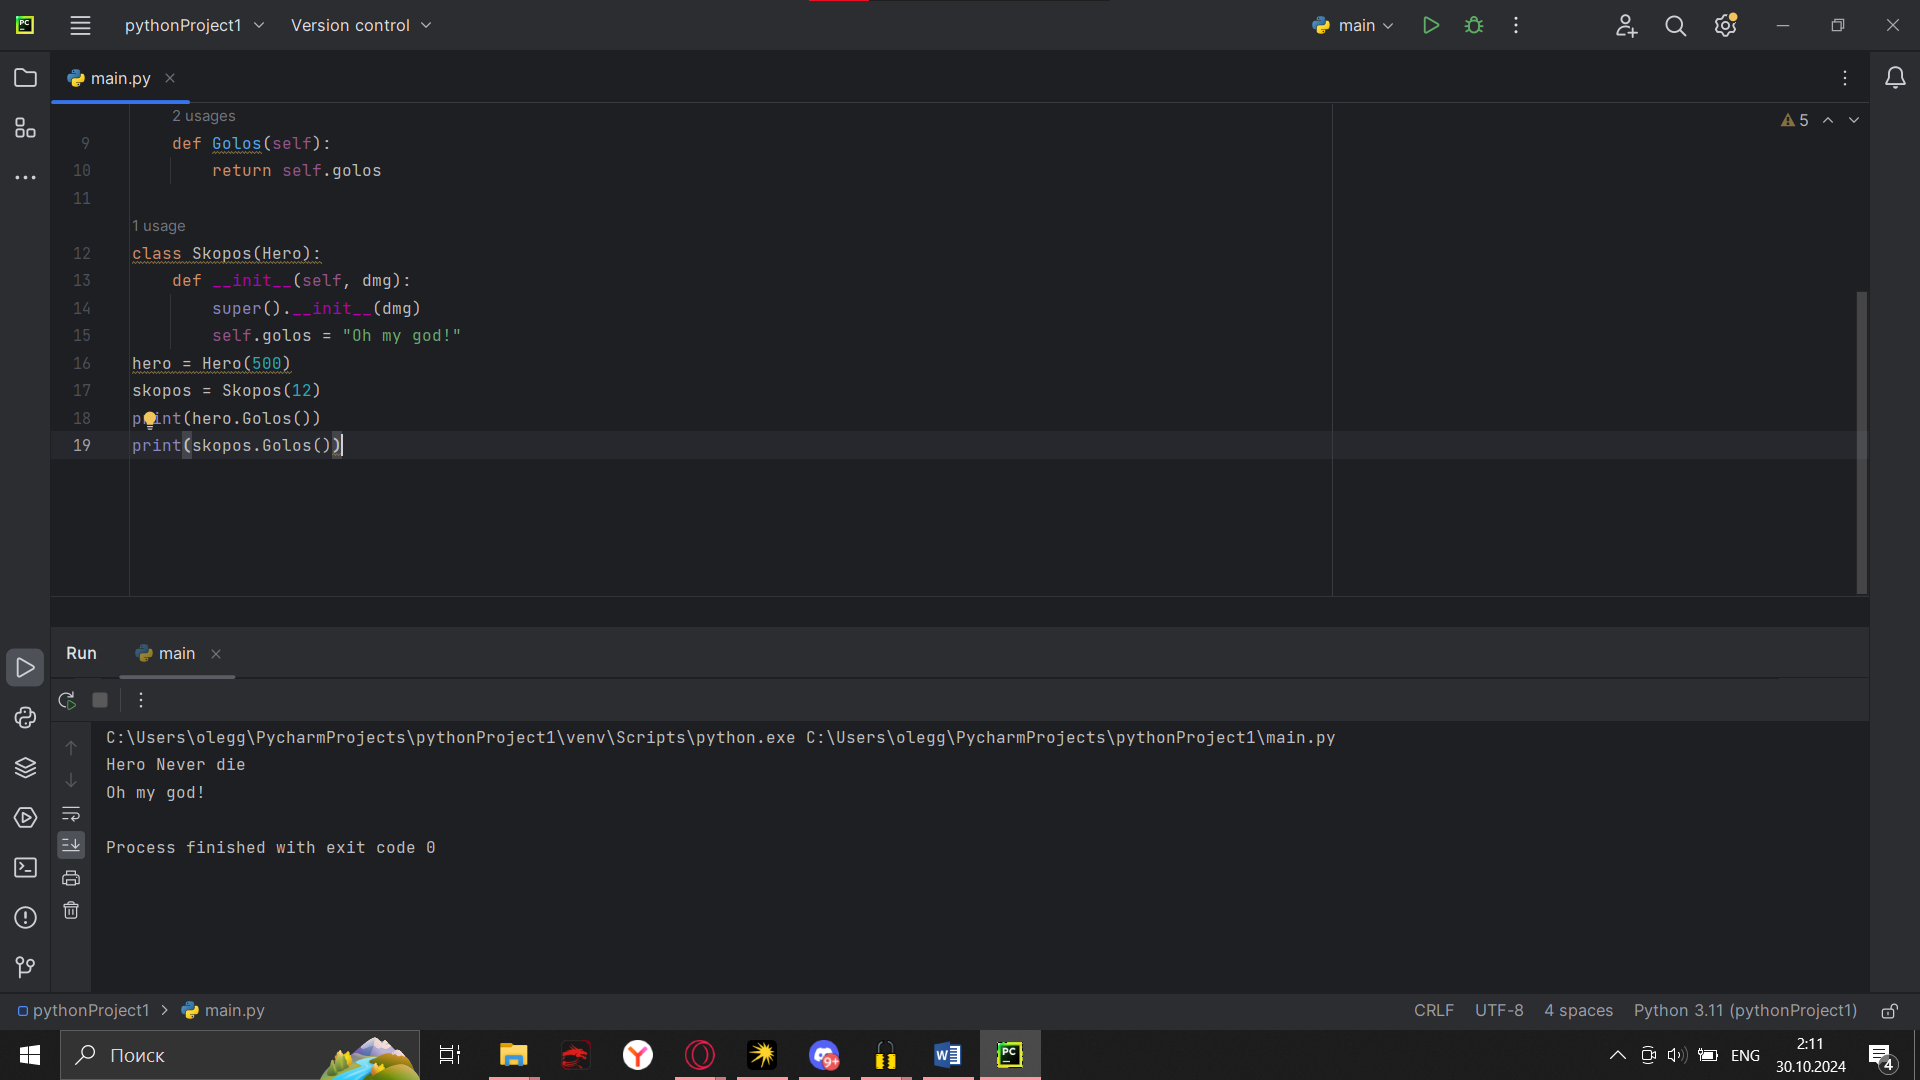 PC
pythonProject1
Version control
main
main.py
2 usages
5
9 def Golos(self):
10 return self.golos
11
1 usage
12 class Skopos(Hero):
13 def __init__(self, dmg):
14 super().__init__(dmg)
15 self.golos = "Oh my god!"
16 hero = Hero(500)
17 skopos = Skopos(12)
18 print(hero.Golos())
19 print(skopos.Golos())
Run
main
C:\Users\olegg\PycharmProjects\pythonProject1\venv\Scripts\python.exe C:\Users\olegg\PycharmProjects\pythonProject1\main.py
Hero Never die
Oh my god!
Process finished with exit code 0
pythonProject1 > main.py
CRLF UTF-8 4 spaces Python 3.11 (pythonProject1)
Поиск
9+
W
PC
ENG
2:11
30.10.2024
4